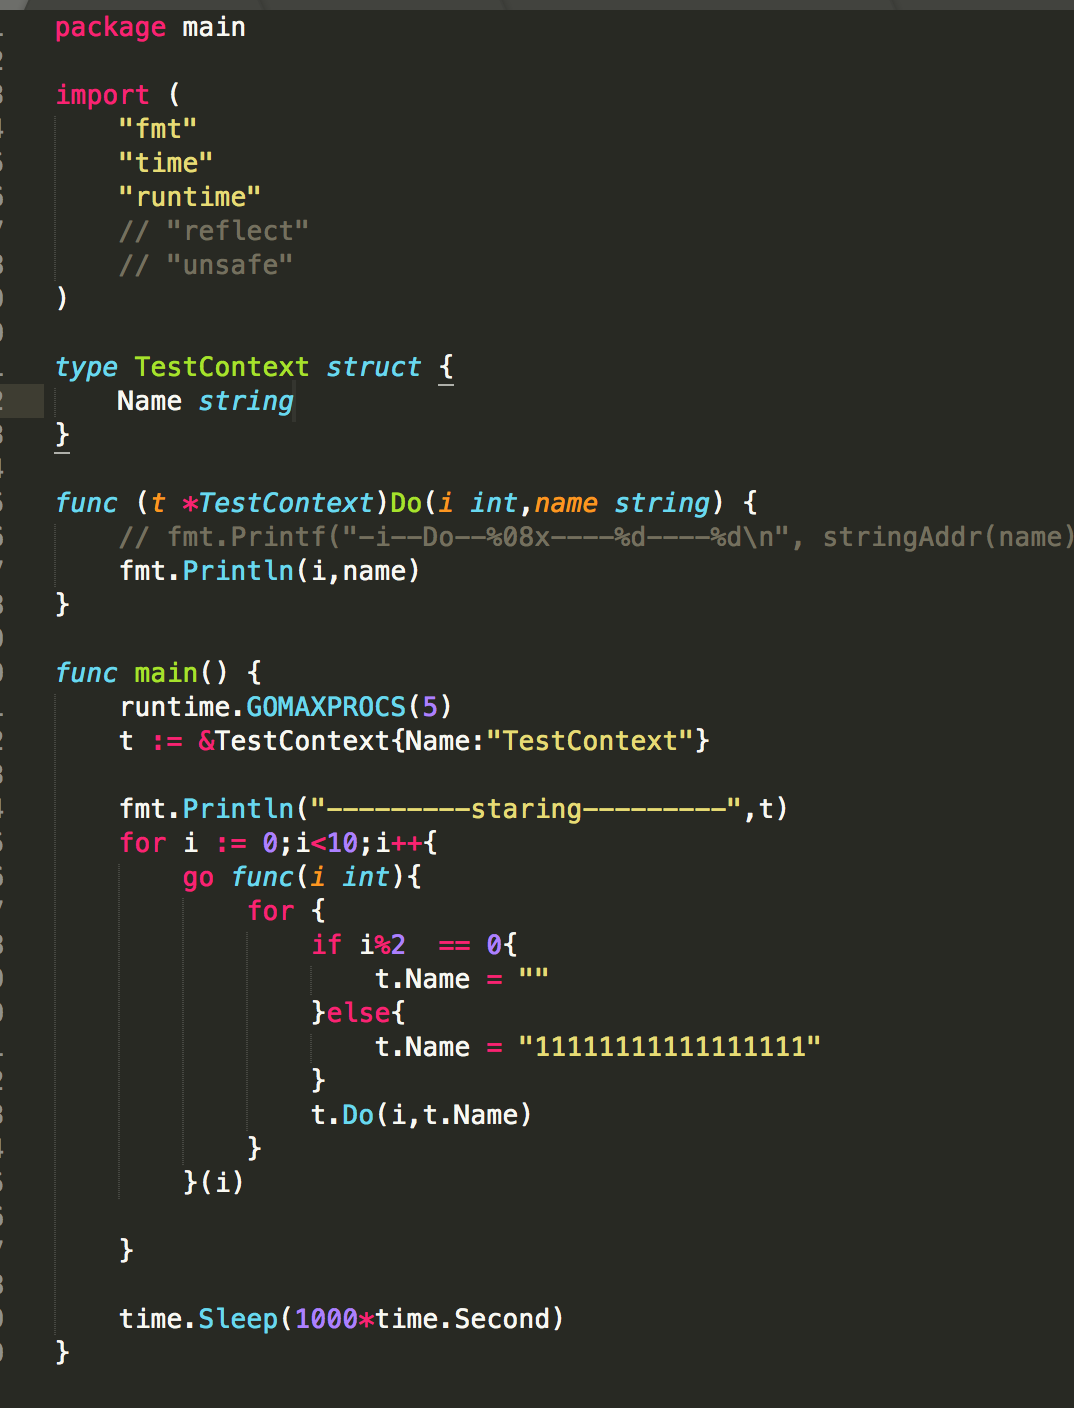 package main
import (
"fmt"
"time"
"runtime"
// "reflect"
// "unsafe"
)
type TestContext struct {
Name string
}
func (t *TestContext)Do(i int,name string) {
// fmt.Printf("-i--Do--%08x----%d----%d\n", stringAddr(name)
fmt.Println(i,name)
}
func main() {
runtime.GOMAXPROCS(5)
t := &TestContext{Name:"TestContext"}
fmt.Println("---------staring---------",t)
for i := 0;i<10;i++{
go func(i int){
for {
if i%2  == 0{
t.Name = ""
}else{
t.Name = "11111111111111111"
}
t.Do(i,t.Name)
}
}(i)
}
time.Sleep(1000*time.Second)
}